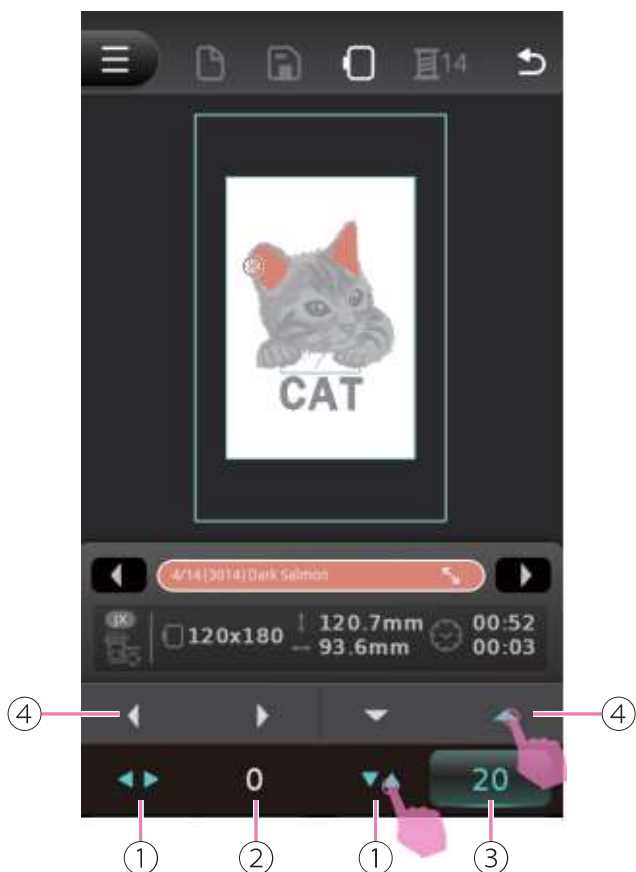 14
CAT
4/14[3014] Dark Salmon
JX
120x180
120.7mm
93.6mm
00:52
00:03
④
④
0
20
①
②
①
③